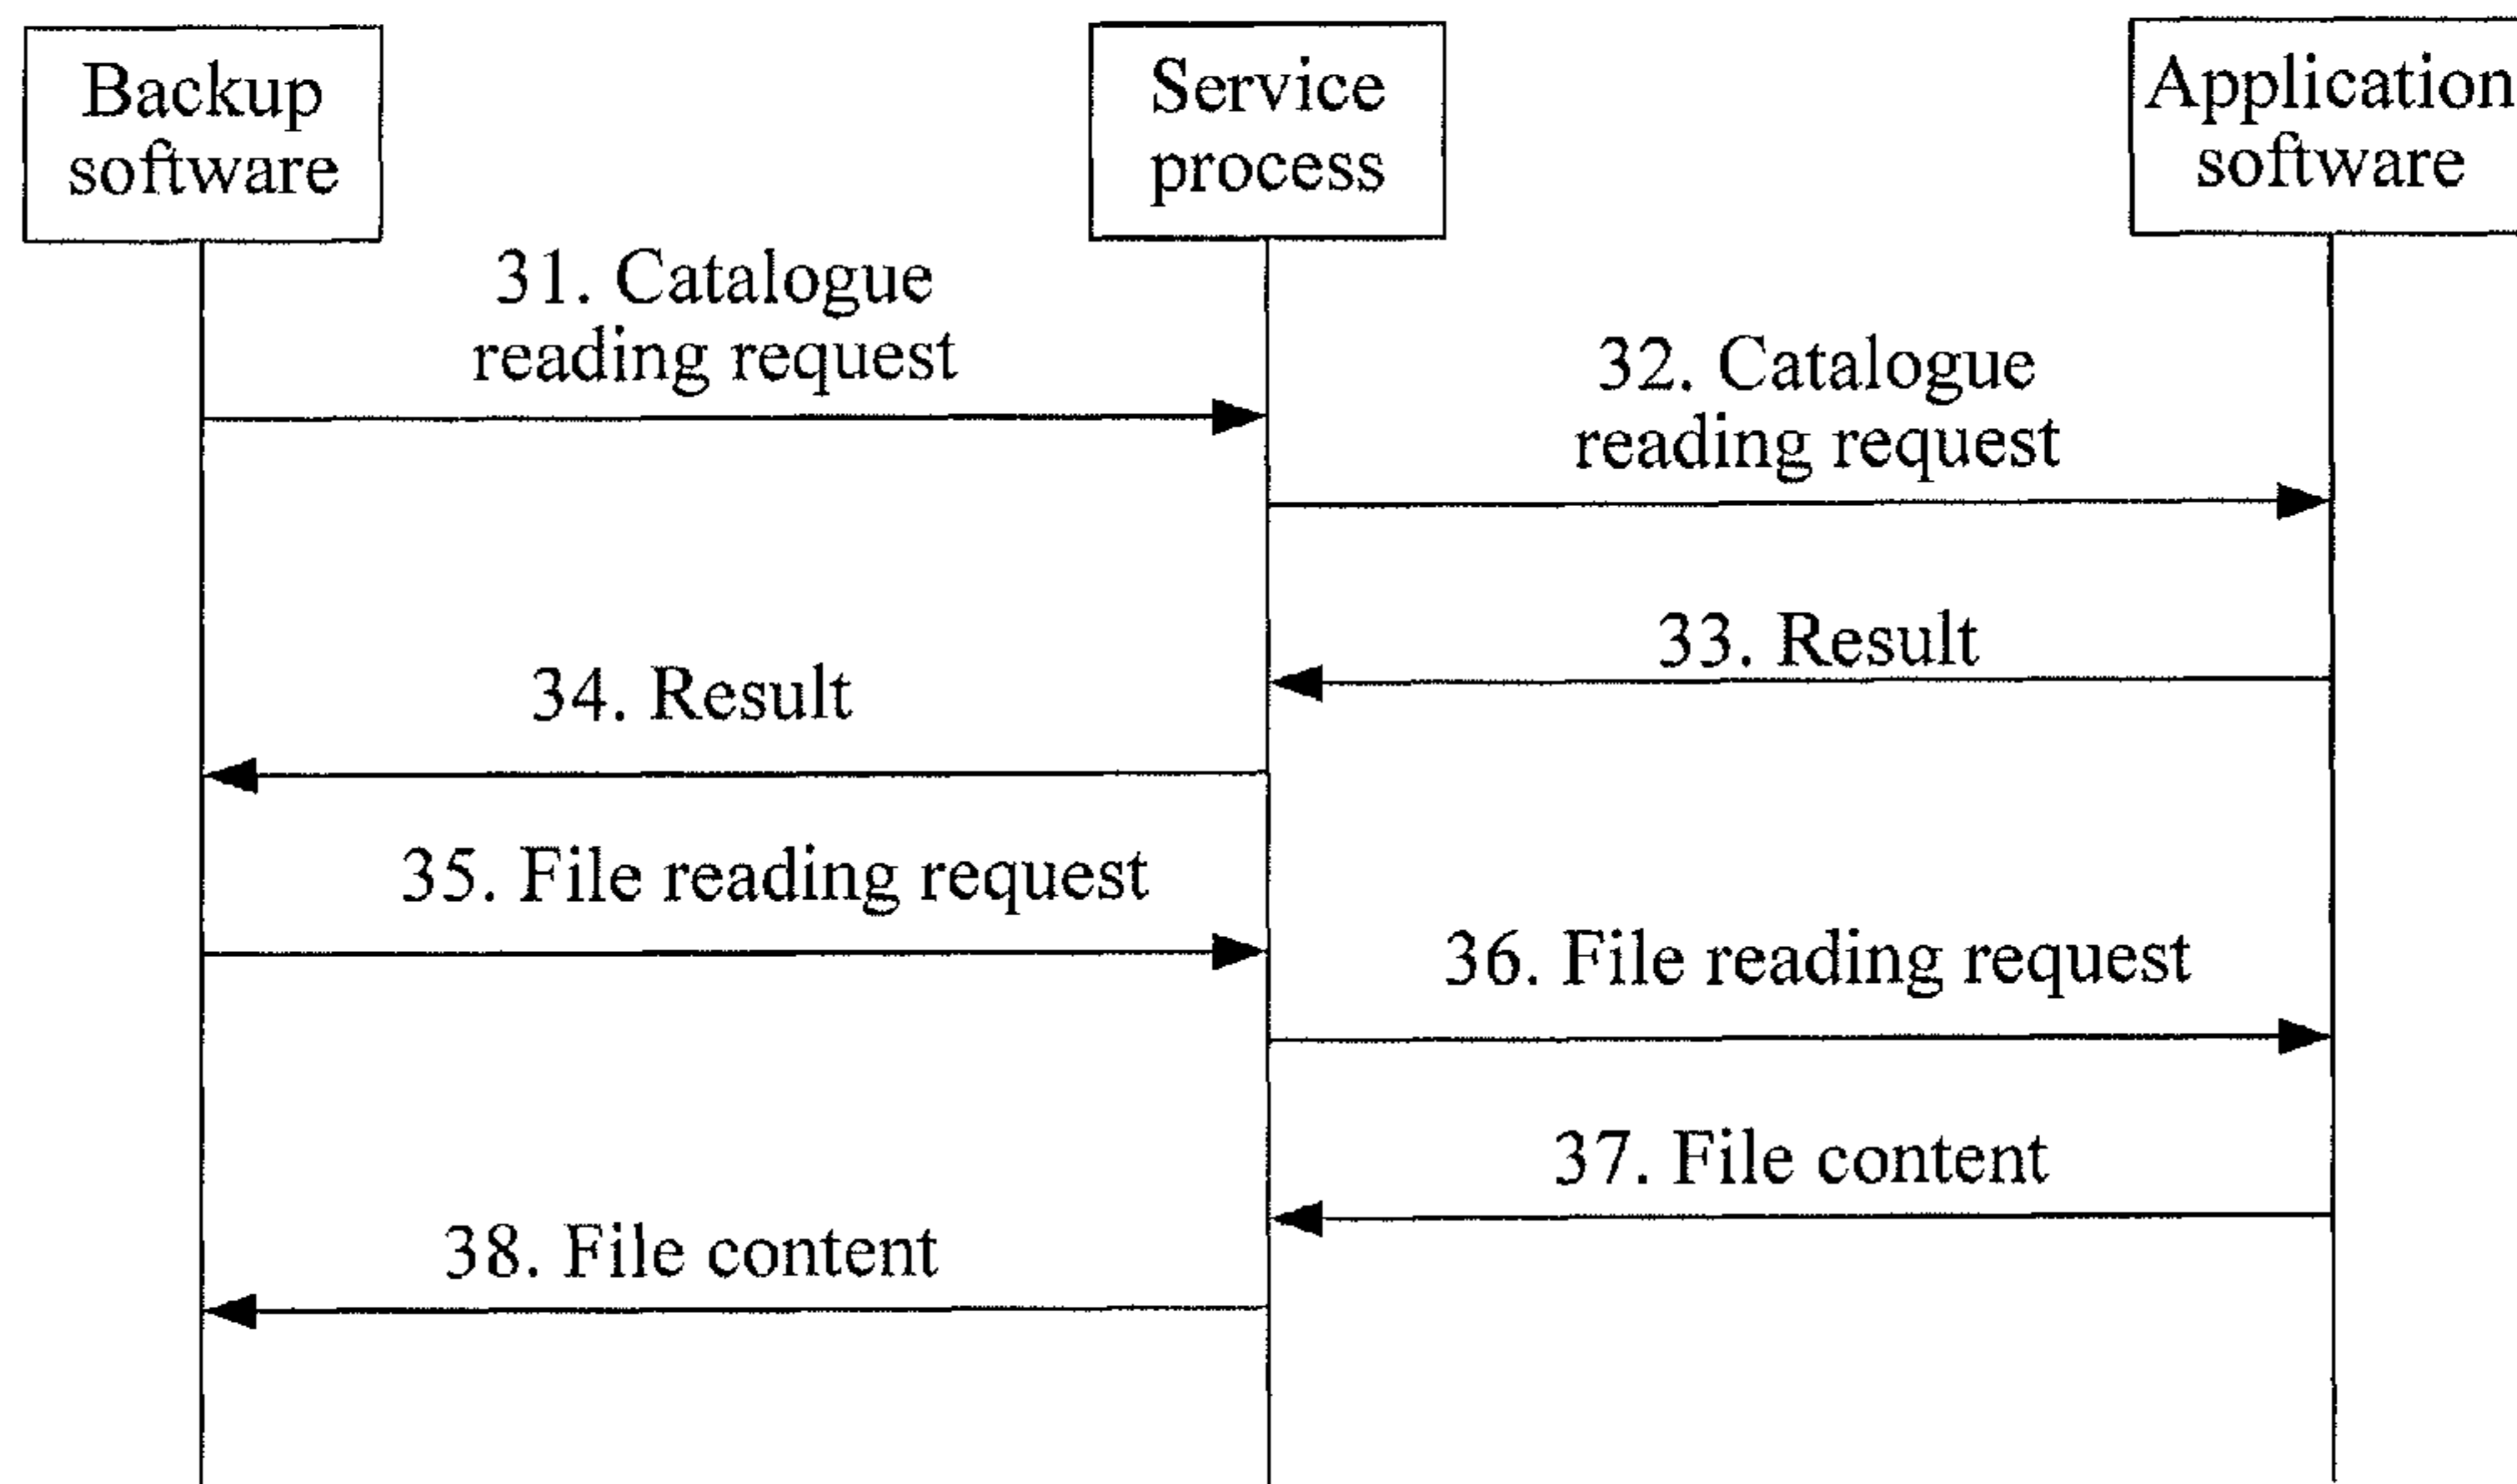 Backup
software
Service
process
Application
software
31. Catalogue
reading request
32. Catalogue
reading request
33. Result
34. Result
35. File reading request
36. File reading request
37. File content
38. File content